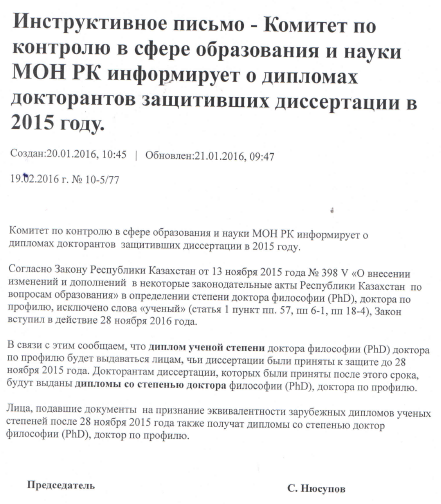 Инструктивное письмо - Комитет по
контролю в сфере образования и науки
МОН РК информирует о дипломах
докторантов защитивших диссертации в
2015 году.
Создан:20.01.2016, 10:45 | Обновлен:21.01.2016, 09:47
19.02.2016 г. № 10-5/77
Комитет по контролю в сфере образования и науки МОН РК информирует о
дипломах докторантов защитивших диссертации в 2015 году.
Согласно Закону Республики Казахстан от 13 ноября 2015 года № 398 V «О внесении
изменений и дополнений в некоторые законодательные акты Республики Казахстан по
вопросам образования» в определении степени доктора философии (PhD), доктора по
профилю, исключено слова «ученый» (статья 1 пункт пп. 57, пп 6-1, пп 18-4), Закон
вступил в действие 28 ноября 2016 года.
В связи с этим сообщаем, что диплом ученой степени доктора философии (PhD) доктора
по профилю будет выдаваться лицам, чьи диссертации были приняты к защите до 28
ноября 2015 года. Докторантам диссертации, которых были приняты после этого срока,
будут выданы дипломы со степенью доктора философии (PhD), доктора по профилю.
Лица, подавшие документы на признание эквивалентности зарубежных дипломов ученых
степеней после 28 ноября 2015 года также получат дипломы со степенью доктор
философии (PhD), доктор по профилю.
Председатель С. Нюсупов